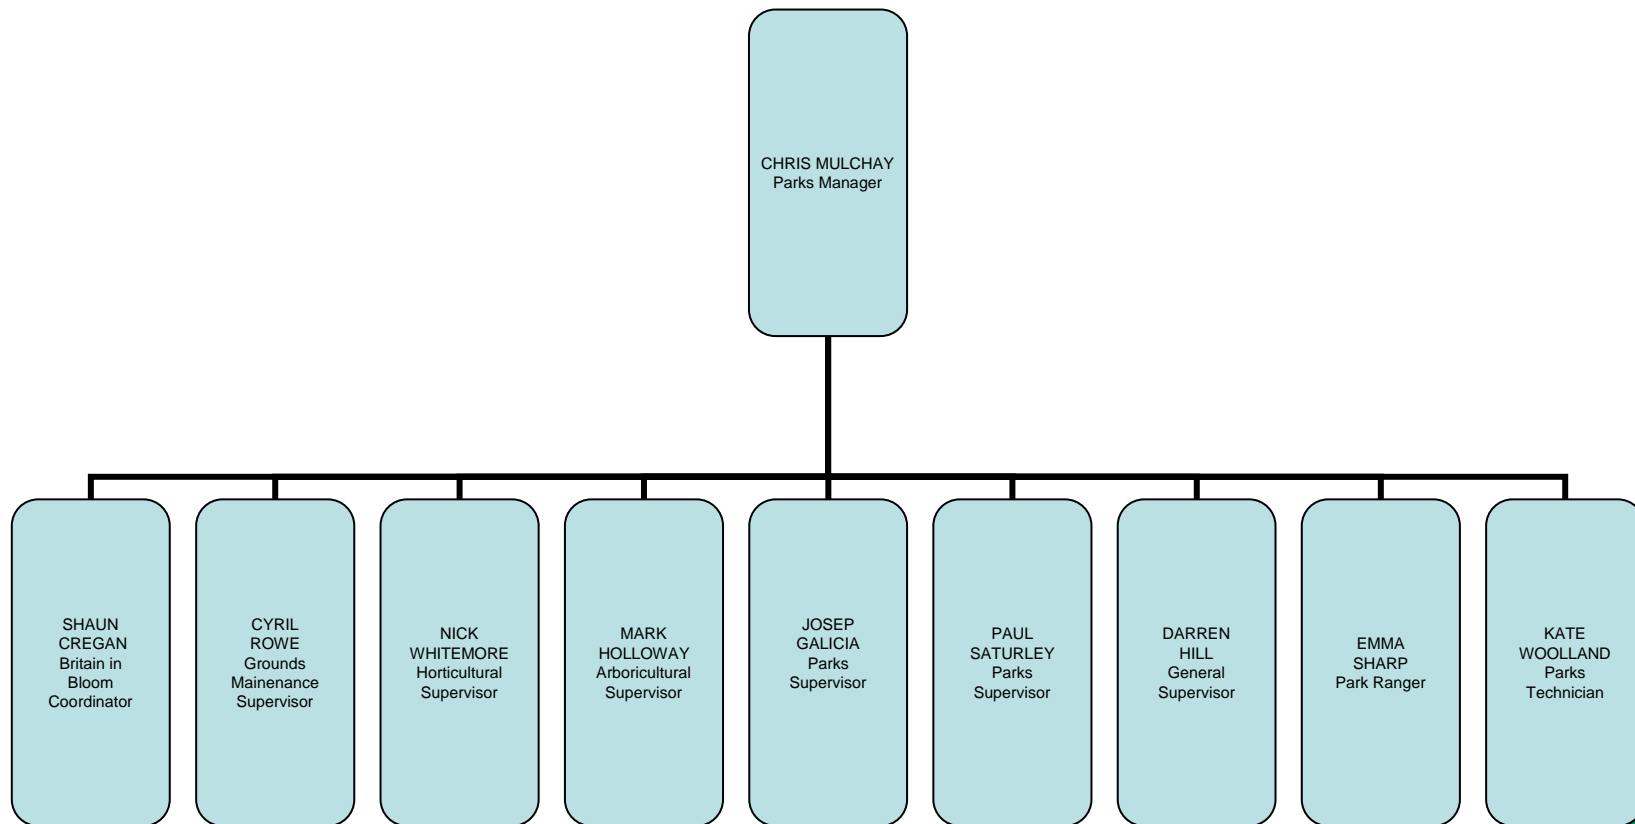 CHRIS MULCHAY
Parks Manager
SHAUN
CREGAN
Britain in
Bloom
Coordinator
CYRIL
ROWE
Grounds
Mainenance
Supervisor
NICK
WHITEMORE
Horticultural
Supervisor
MARK
HOLLOWAY
Arboricultural
Supervisor
JOSEP
GALICIA
Parks
Supervisor
PAUL
SATURLEY
Parks
Supervisor
DARREN
HILL
General
Supervisor
EMMA
SHARP
Park Ranger
KATE
WOOLLAND
Parks
Technician